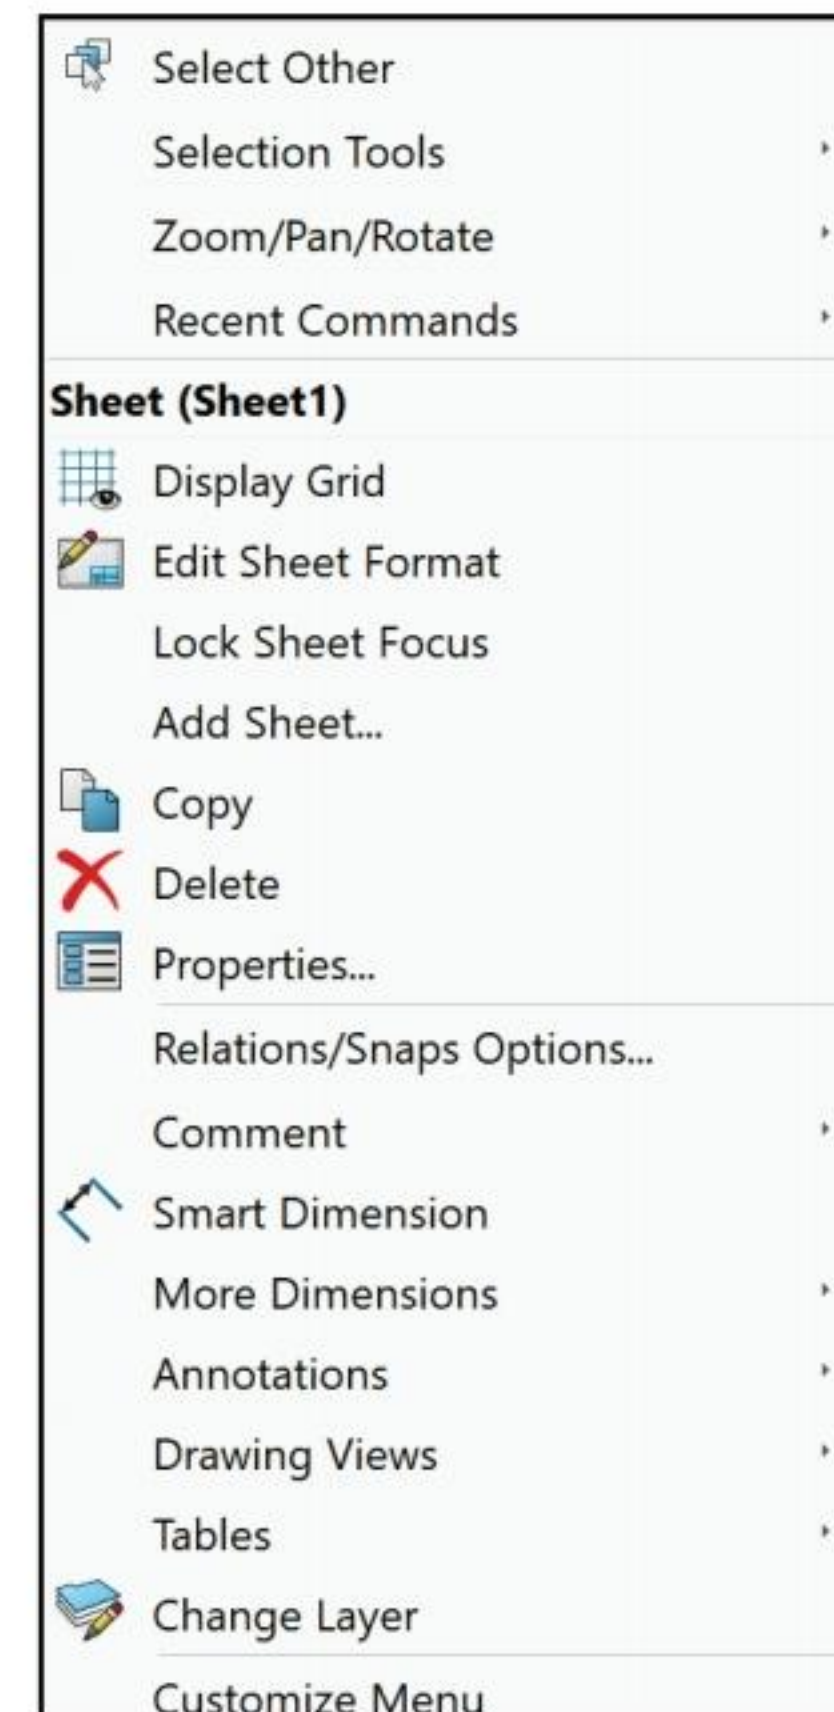 Select Other
Selection Tools
Zoom/Pan/Rotate
Recent Commands
Sheet (Sheet1)
Display Grid
Edit Sheet Format
Lock Sheet Focus
Add Sheet...
Copy
Delete
Properties...
Relations/Snaps Options...
Comment
Smart Dimension
More Dimensions
Annotations
Drawing Views
Tables
Change Layer
Customize Menu